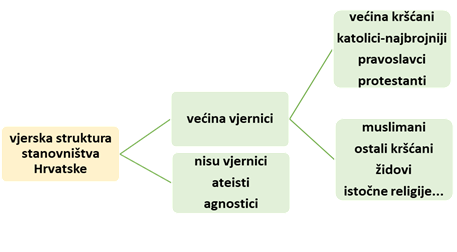 vjerska struktura
stanovništva
Hrvatske
većina vjernici
nisu vjernici
ateisti
agnostici
većina kršćani
katolici-najbrojniji
pravoslavci
protestanti
muslimani
ostali kršćani
židovi
istočne religije...